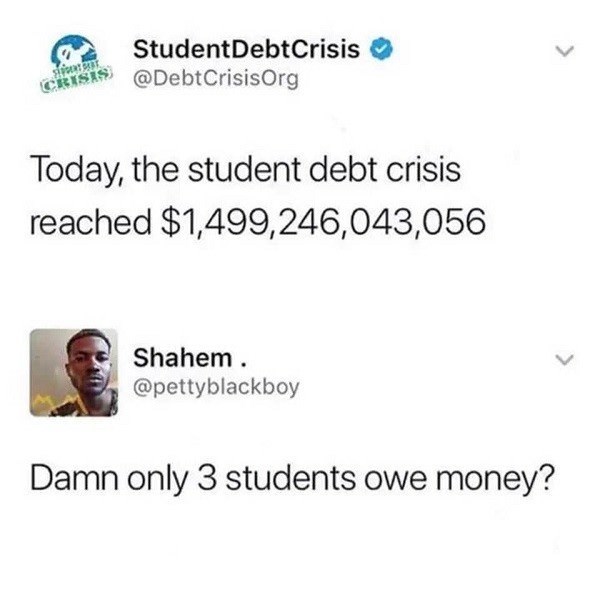 StudentDebtCrisis
@DebtCrisisOrg
STUDENT DEBT
CRISIS
Today, the student debt crisis
reached $1,499,246,043,056
Shahem .
@pettyblackboy
Damn only 3 students owe money?